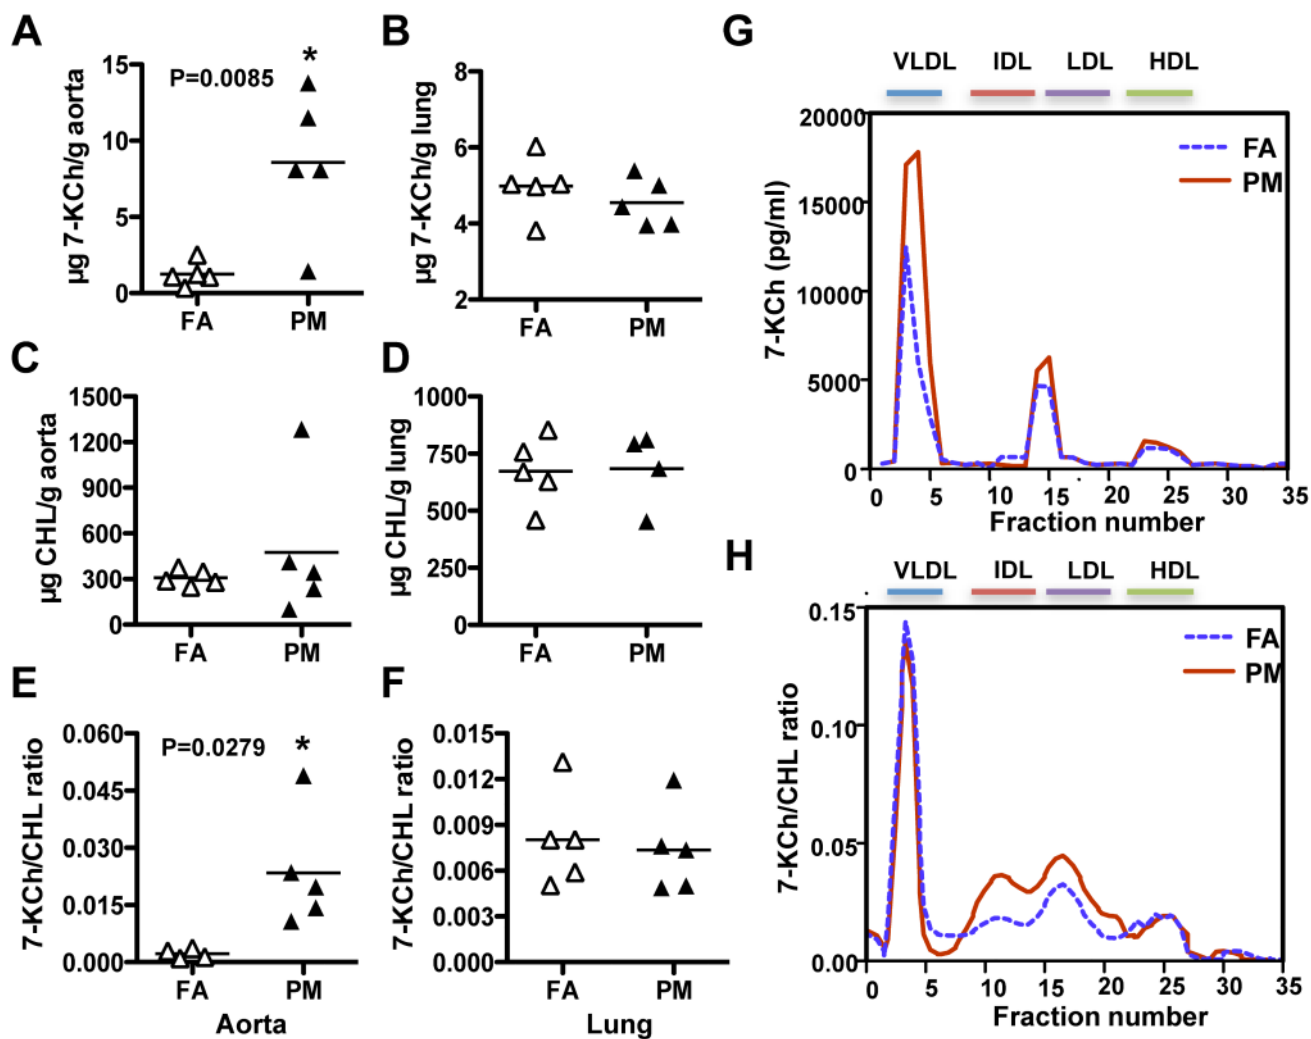 A
µg 7-KCh/g aorta
15
10
5
0
P=0.0085
*
FA
PM
B
µg 7-KCh/g lung
8
6
4
2
FA
PM
C
µg CHL/g aorta
1500
1200
900
600
300
0
FA
PM
D
µg CHL/g lung
1000
750
500
250
0
FA
PM
E
7-KCh/CHL ratio
0.060
0.045
0.030
0.015
0.000
P=0.0279
*
FA
PM
Aorta
F
7-KCh/CHL ratio
0.015
0.012
0.009
0.006
0.003
0.000
FA
PM
Lung
G
VLDL IDL LDL HDL
7-KCh (pg/ml)
20000
15000
10000
5000
0
FA
PM
0 5 10 15 20 25 30 35
Fraction number
H
VLDL IDL LDL HDL
7-KCh/CHL ratio
0.15
0.10
0.05
0.00
FA
PM
0 5 10 15 20 25 30 35
Fraction number